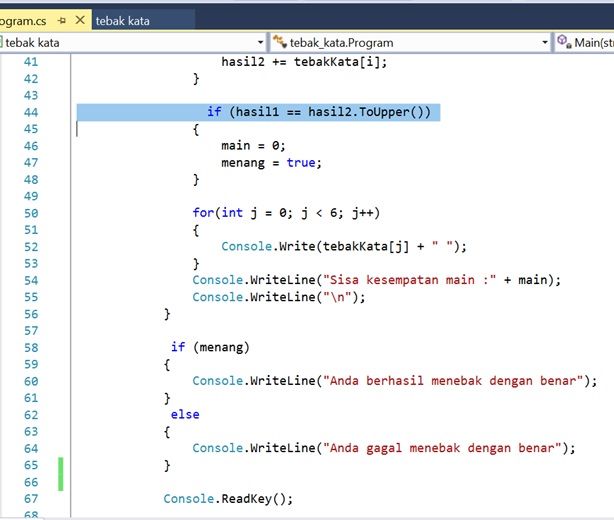 ogram.cs tebak kata
tebak kata tebak_kata.Program Main(str
41 hasil2 += tebakKata[i];
42 }
43
44 if (hasil1 == hasil2.ToUpper())
45 {
46 main = 0;
47 menang = true;
48 }
49
50 for(int j = 0; j < 6; j++)
51 {
52 Console.Write(tebakKata[j] + " ");
53 }
54 Console.WriteLine("Sisa kesempatan main :" + main);
55 Console.WriteLine("\n");
56 }
57
58 if (menang)
59 {
60 Console.WriteLine("Anda berhasil menebak dengan benar");
61 }
62 else
63 {
64 Console.WriteLine("Anda gagal menebak dengan benar");
65 }
66
67 Console.ReadKey();
68